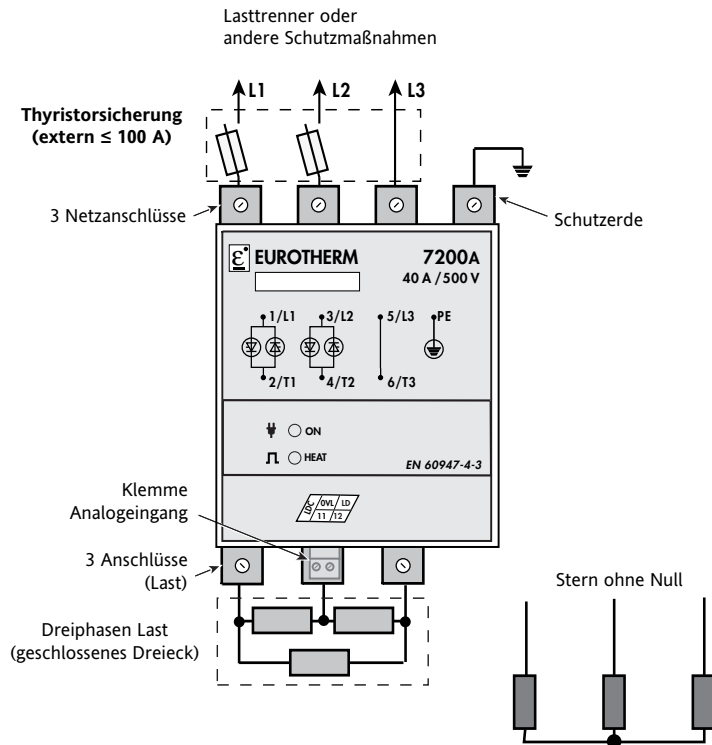 Lasttrenner oder
andere Schutzmaßnahmen
L1
L2
L3
Thyristorsicherung
(extern ≤ 100 A)
3 Netzanschlüsse
Schutzerde
ε EUROTHERM
7200A
40 A / 500 V
1/L1
3/L2
5/L3
PE
2/T1
4/T2
6/T3
ON
HEAT
EN 60947-4-3
Klemme
Analogeingang
LDC
0VL / LD
11 / 12
3 Anschlüsse
(Last)
Stern ohne Null
Dreiphasen Last
(geschlossenes Dreieck)